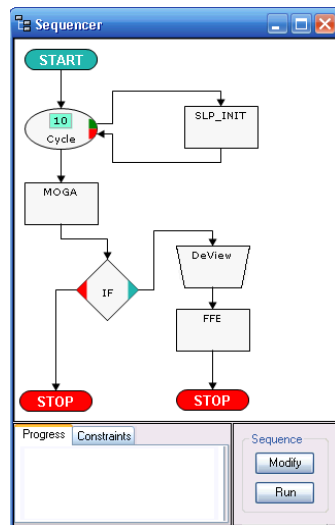 Sequencer
START
10
Cycle
SLP_INIT
MOGA
IF
DeView
FFE
STOP
STOP
Progress
Constraints
Sequence
Modify
Run